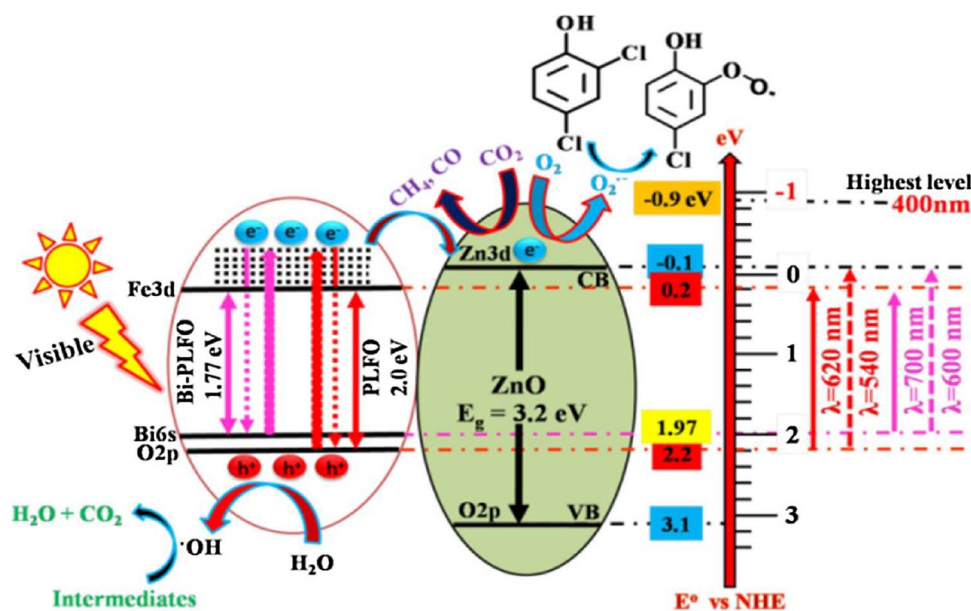 OH
Cl
Cl
OH
O
O.
Cl
eV
CH₄, CO
CO₂
O₂
O₂˙⁻
-0.9 eV
-1
Highest level
400nm
e⁻ e⁻ e⁻
Zn3d
e⁻
-0.1
0
CB
0.2
Fe3d
Visible
Bi-PLFO
1.77 eV
PLFO
2.0 eV
ZnO
E_g = 3.2 eV
1
λ=620 nm
λ=540 nm
λ=700 nm
λ=600 nm
Bi6s
O2p
1.97
2
2.2
h⁺ h⁺ h⁺
O2p
VB
3.1
3
H₂O + CO₂
˙OH
H₂O
Intermediates
E° vs NHE